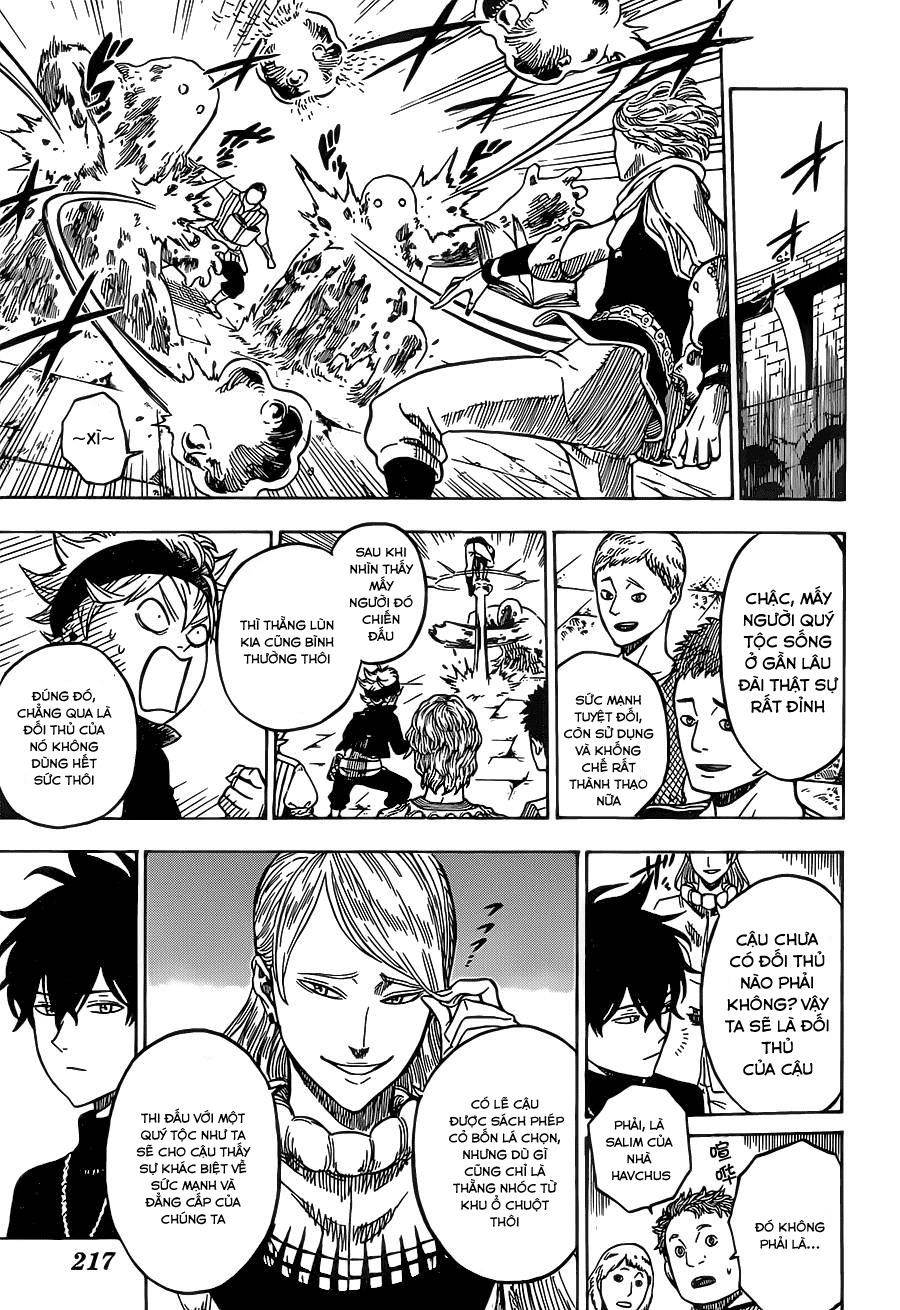 ~XÌ~
CHẬC, MẤY
NGƯỜI QUÝ
TỘC SỐNG
Ở GẦN LÂU
ĐÀI THẬT SỰ
RẤT ĐỈNH
SỨC MẠNH
TUYỆT ĐỐI,
CÒN SỬ DỤNG
VÀ KHỐNG
CHẾ RẤT
THÀNH THẠO
NỮA
SAU KHI
NHÌN THẤY
MẤY
NGƯỜI ĐÓ
CHIẾN
ĐẤU
THÌ THẰNG LÙN
KIA CŨNG BÌNH
THƯỜNG THÔI
ĐÚNG ĐÓ,
CHẲNG QUA LÀ
ĐỐI THỦ CỦA
NÓ KHÔNG
DÙNG HẾT
SỨC THÔI
CẬU CHƯA
CÓ ĐỐI THỦ
NÀO PHẢI
KHÔNG? VẬY
TA SẼ LÀ ĐỐI
THỦ
CỦA CẬU
ĐÓ KHÔNG
PHẢI LÀ...
喧
哗
PHẢI, LÀ
SALIM CỦA
NHÀ
HAVCHUS
CÓ LẼ CẬU
ĐƯỢC SÁCH PHÉP
CỎ BỐN LÁ CHỌN,
NHƯNG DÙ GÌ
CŨNG CHỈ LÀ
THẰNG NHÓC TỪ
KHU Ổ CHUỘT
THÔI
THI ĐẤU VỚI MỘT
QUÝ TỘC NHƯ TA
SẼ CHO CẬU THẤY
SỰ KHÁC BIỆT VỀ
SỨC MẠNH VÀ
ĐẲNG CẤP CỦA
CHÚNG TA
217